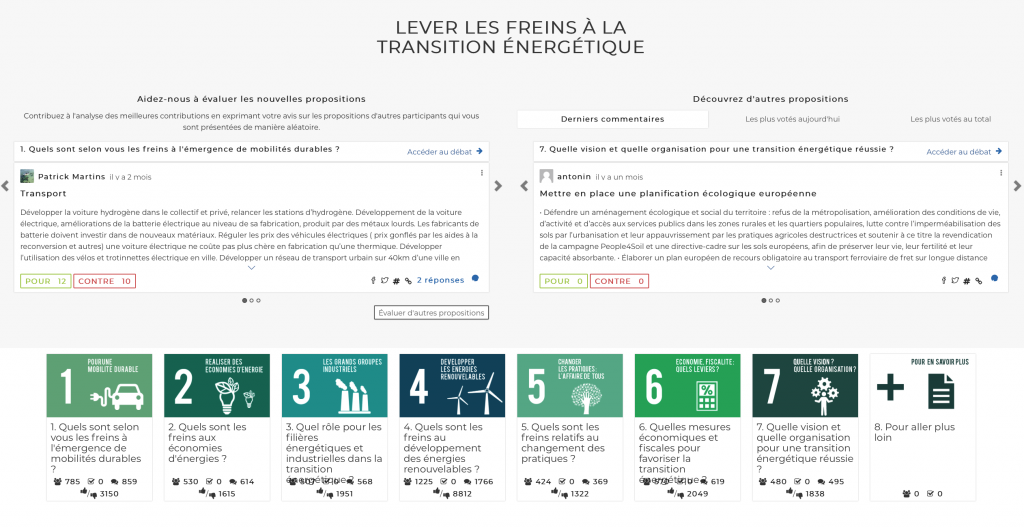 LEVER LES FREINS À LA
TRANSITION ÉNERGÉTIQUE
Aidez-nous à évaluer les nouvelles propositions
Contribuez à l'analyse des meilleures contributions en exprimant votre avis sur les propositions d'autres participants qui vous
sont présentées de manière aléatoire.
1. Quels sont selon vous les freins à l'émergence de mobilités durables ?
Accéder au débat
Patrick Martins il y a 2 mois
Transport
Développer la voiture hydrogène dans le collectif et privé, relancer les stations d'hydrogène. Développement de la voiture
électrique, améliorations de la batterie électrique au niveau de sa fabrication, produit par des métaux lourds. Les fabricants de
batterie doivent investir dans de nouveaux matériaux. Réguler les prix des véhicules électriques ( prix gonflés par les aides à la
reconversion et autres) une voiture électrique ne coûte pas plus chère en fabrication qu'une thermique. Développer
l'utilisation des vélos et trotinnettes électrique en ville. Développer un réseau de transport urbain sur 40km d'une ville en
POUR 12 CONTRE 10
2 réponses
Évaluer d'autres propositions
Découvrez d'autres propositions
Derniers commentaires
Les plus votés aujourd'hui
Les plus votés au total
7. Quelle vision et quelle organisation pour une transition énergétique réussie ?
Accéder au débat
antonin il y a un mois
Mettre en place une planification écologique européenne
• Défendre un aménagement écologique et social du territoire : refus de la métropolisation, amélioration des conditions de vie,
d'activité et d'accès aux services publics dans les zones rurales et les quartiers populaires, lutte contre l'imperméabilisation des
sols par l'urbanisation et leur appauvrissement par les pratiques agricoles destructrices et soutenir à ce titre la revendication
de la campagne People4Soil et une directive-cadre sur les sols européens, afin de préserver leur vie, leur fertilité et leur
capacité absorbante. • Élaborer un plan européen de recours obligatoire au transport ferroviaire de fret sur longue distance
POUR 0 CONTRE 0
1
POUR UNE
MOBILITÉ DURABLE
1. Quels sont selon
vous les freins à
l'émergence de
mobilités durables
?
785 0 859
/ 3150
2
REALISER DES
ECONOMIES D'ENERGIE
2. Quels sont les
freins aux
économies
d'énergies ?
530 0 614
/ 1615
3
LES GRANDS GROUPES
INDUSTRIELS
3. Quel rôle pour les
filières
énergétiques et
industrielles dans la
transition
énergétique ?
0 568
/ 1951
4
DEVELOPPER
LES ENERGIES
RENOUVELABLES
4. Quels sont les
freins au
développement
des énergies
renouvelables ?
1225 0 1766
/ 8812
5
CHANGER
LES PRATIQUES :
L'AFFAIRE DE TOUS
5. Quels sont les
freins relatifs au
changement des
pratiques ?
424 0 369
/ 1322
6
ECONOMIE, FISCALITE :
QUELS LEVIERS ?
6. Quelles mesures
économiques et
fiscales pour
favoriser la
transition
énergétique ?
0 619
/ 2049
7
QUELLE VISION ?
QUELLE ORGANISATION ?
7. Quelle vision et
quelle organisation
pour une transition
énergétique réussie
?
480 0 495
/ 1838
POUR EN SAVOIR PLUS
+
8. Pour aller plus
loin
0 0